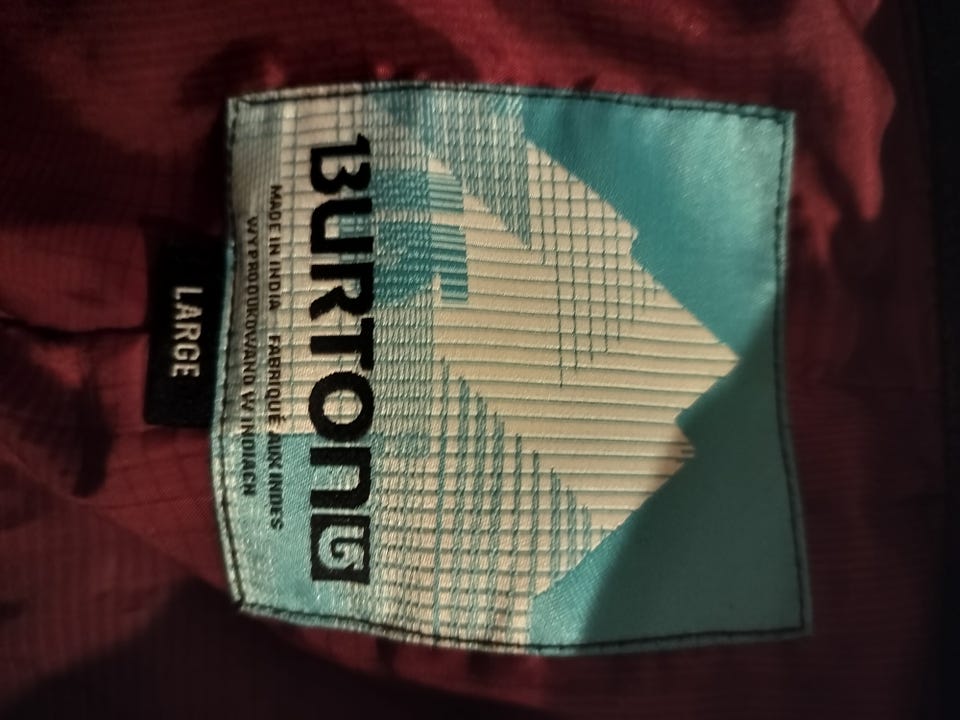 BURTON G
MADE IN INDIA FABRIQUÉ AUX INDES
WYPRODUKOWANO W INDIACH
LARGE